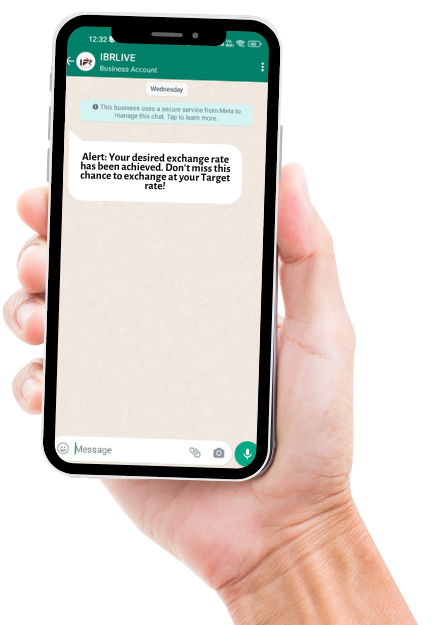 12:32
IBRLIVE
Business Account
Wednesday
This business uses a secure service from Meta to
manage this chat. Tap to learn more.
Alert: Your desired exchange rate
has been achieved. Don't miss this
chance to exchange at your Target
rate!
Message